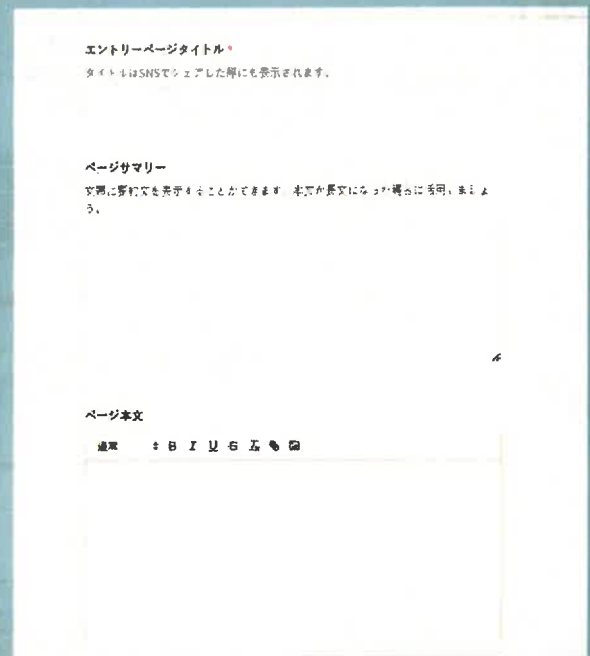 エントリーページタイトル *
タイトルはSNSでシェアした際にも表示されます。
ページサマリー
文頭に要約文を表示することができます。本文が長文になった場合に活用しましょ
う。
ページ本文
通常 B I U S